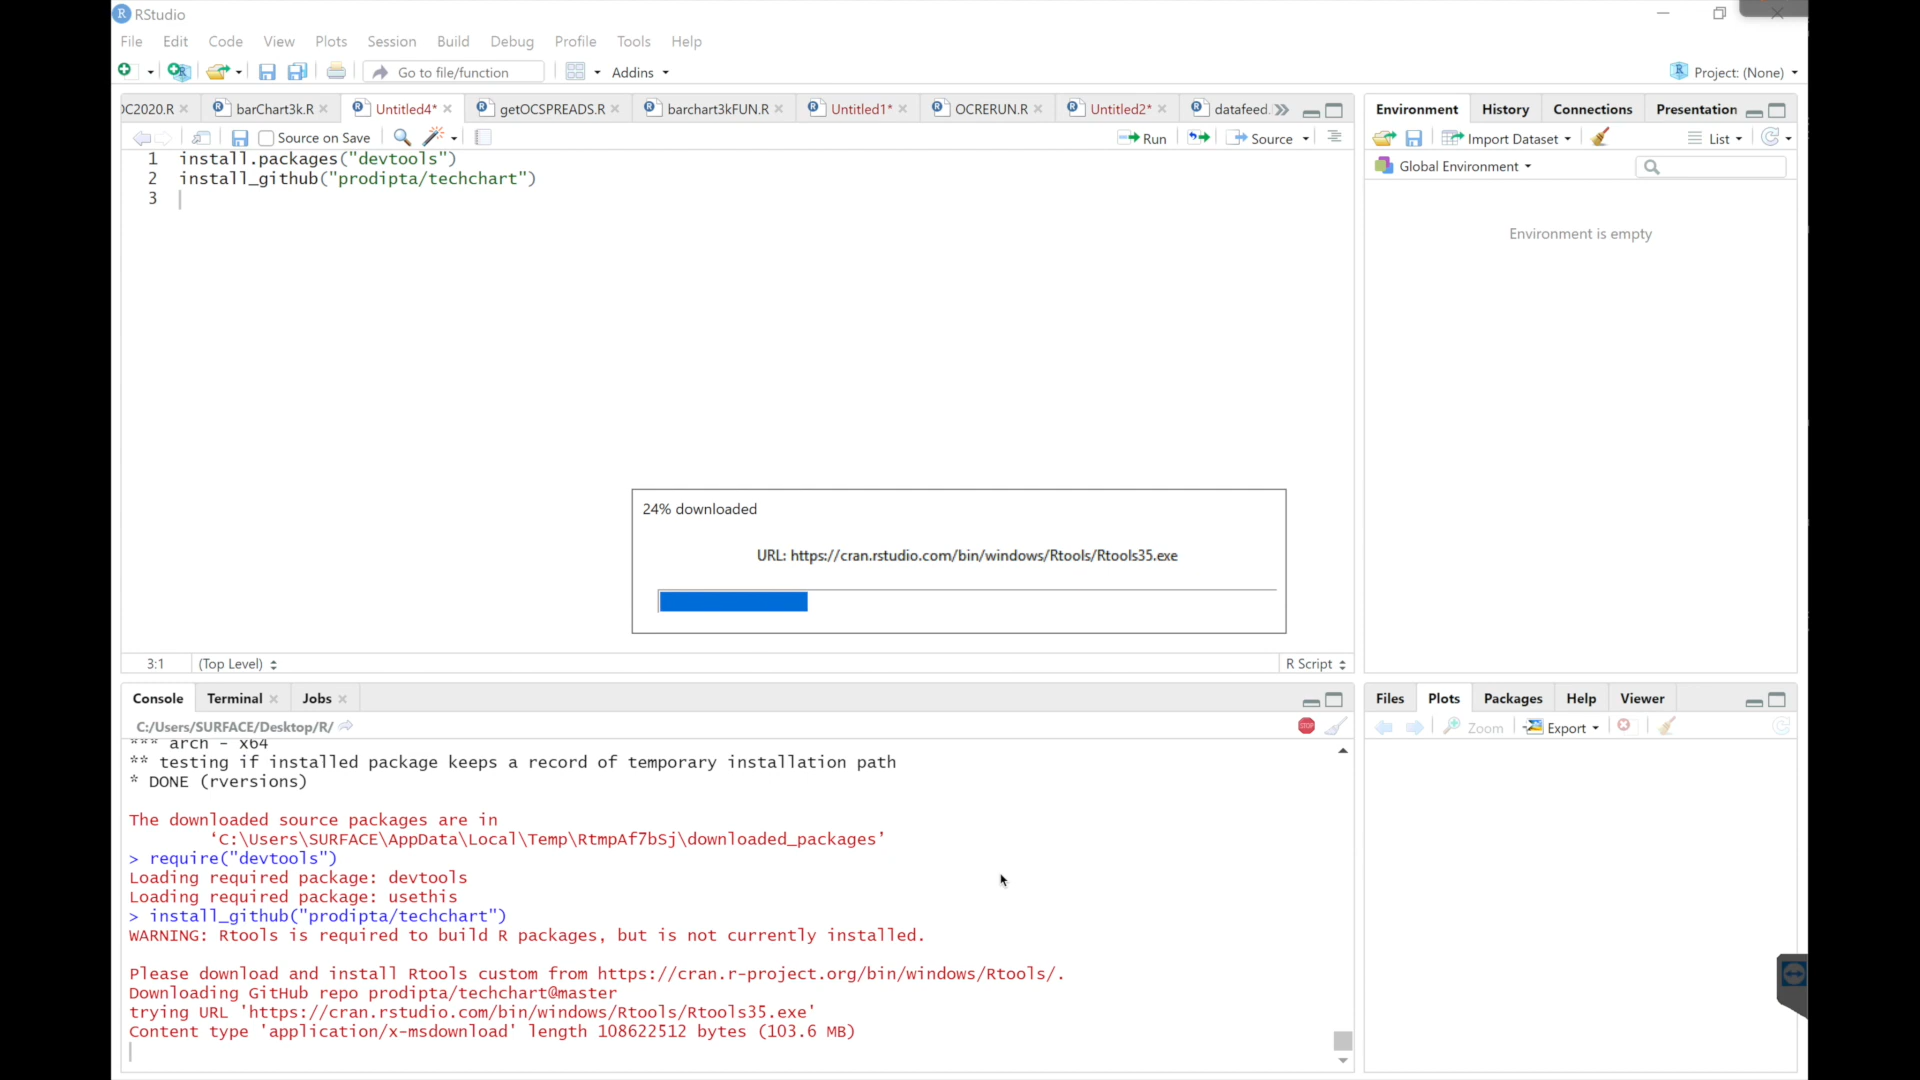 RStudio
File Edit Code View Plots Session Build Debug Profile Tools Help
Go to file/function Addins Project: (None)
OC2020.R barChart3k.R Untitled4* getOCSPREADS.R barchart3kFUN.R Untitled1* OCRERUN.R Untitled2* datafeed.
Source on Save Run Source
1 install.packages("devtools")
2 install_github("prodipta/techchart")
3
24% downloaded
URL: https://cran.rstudio.com/bin/windows/Rtools/Rtools35.exe
3:1 (Top Level) R Script
Environment History Connections Presentation
Import Dataset List
Global Environment
Environment is empty
Console Terminal Jobs
C:/Users/SURFACE/Desktop/R/
*** arch - x64
** testing if installed package keeps a record of temporary installation path
* DONE (rversions)
The downloaded source packages are in
‘C:\Users\SURFACE\AppData\Local\Temp\RtmpAf7bSj\downloaded_packages’
> require("devtools")
Loading required package: devtools
Loading required package: usethis
> install_github("prodipta/techchart")
WARNING: Rtools is required to build R packages, but is not currently installed.
Please download and install Rtools custom from https://cran.r-project.org/bin/windows/Rtools/.
Downloading GitHub repo prodipta/techchart@master
trying URL 'https://cran.rstudio.com/bin/windows/Rtools/Rtools35.exe'
Content type 'application/x-msdownload' length 108622512 bytes (103.6 MB)
Files Plots Packages Help Viewer
Zoom Export